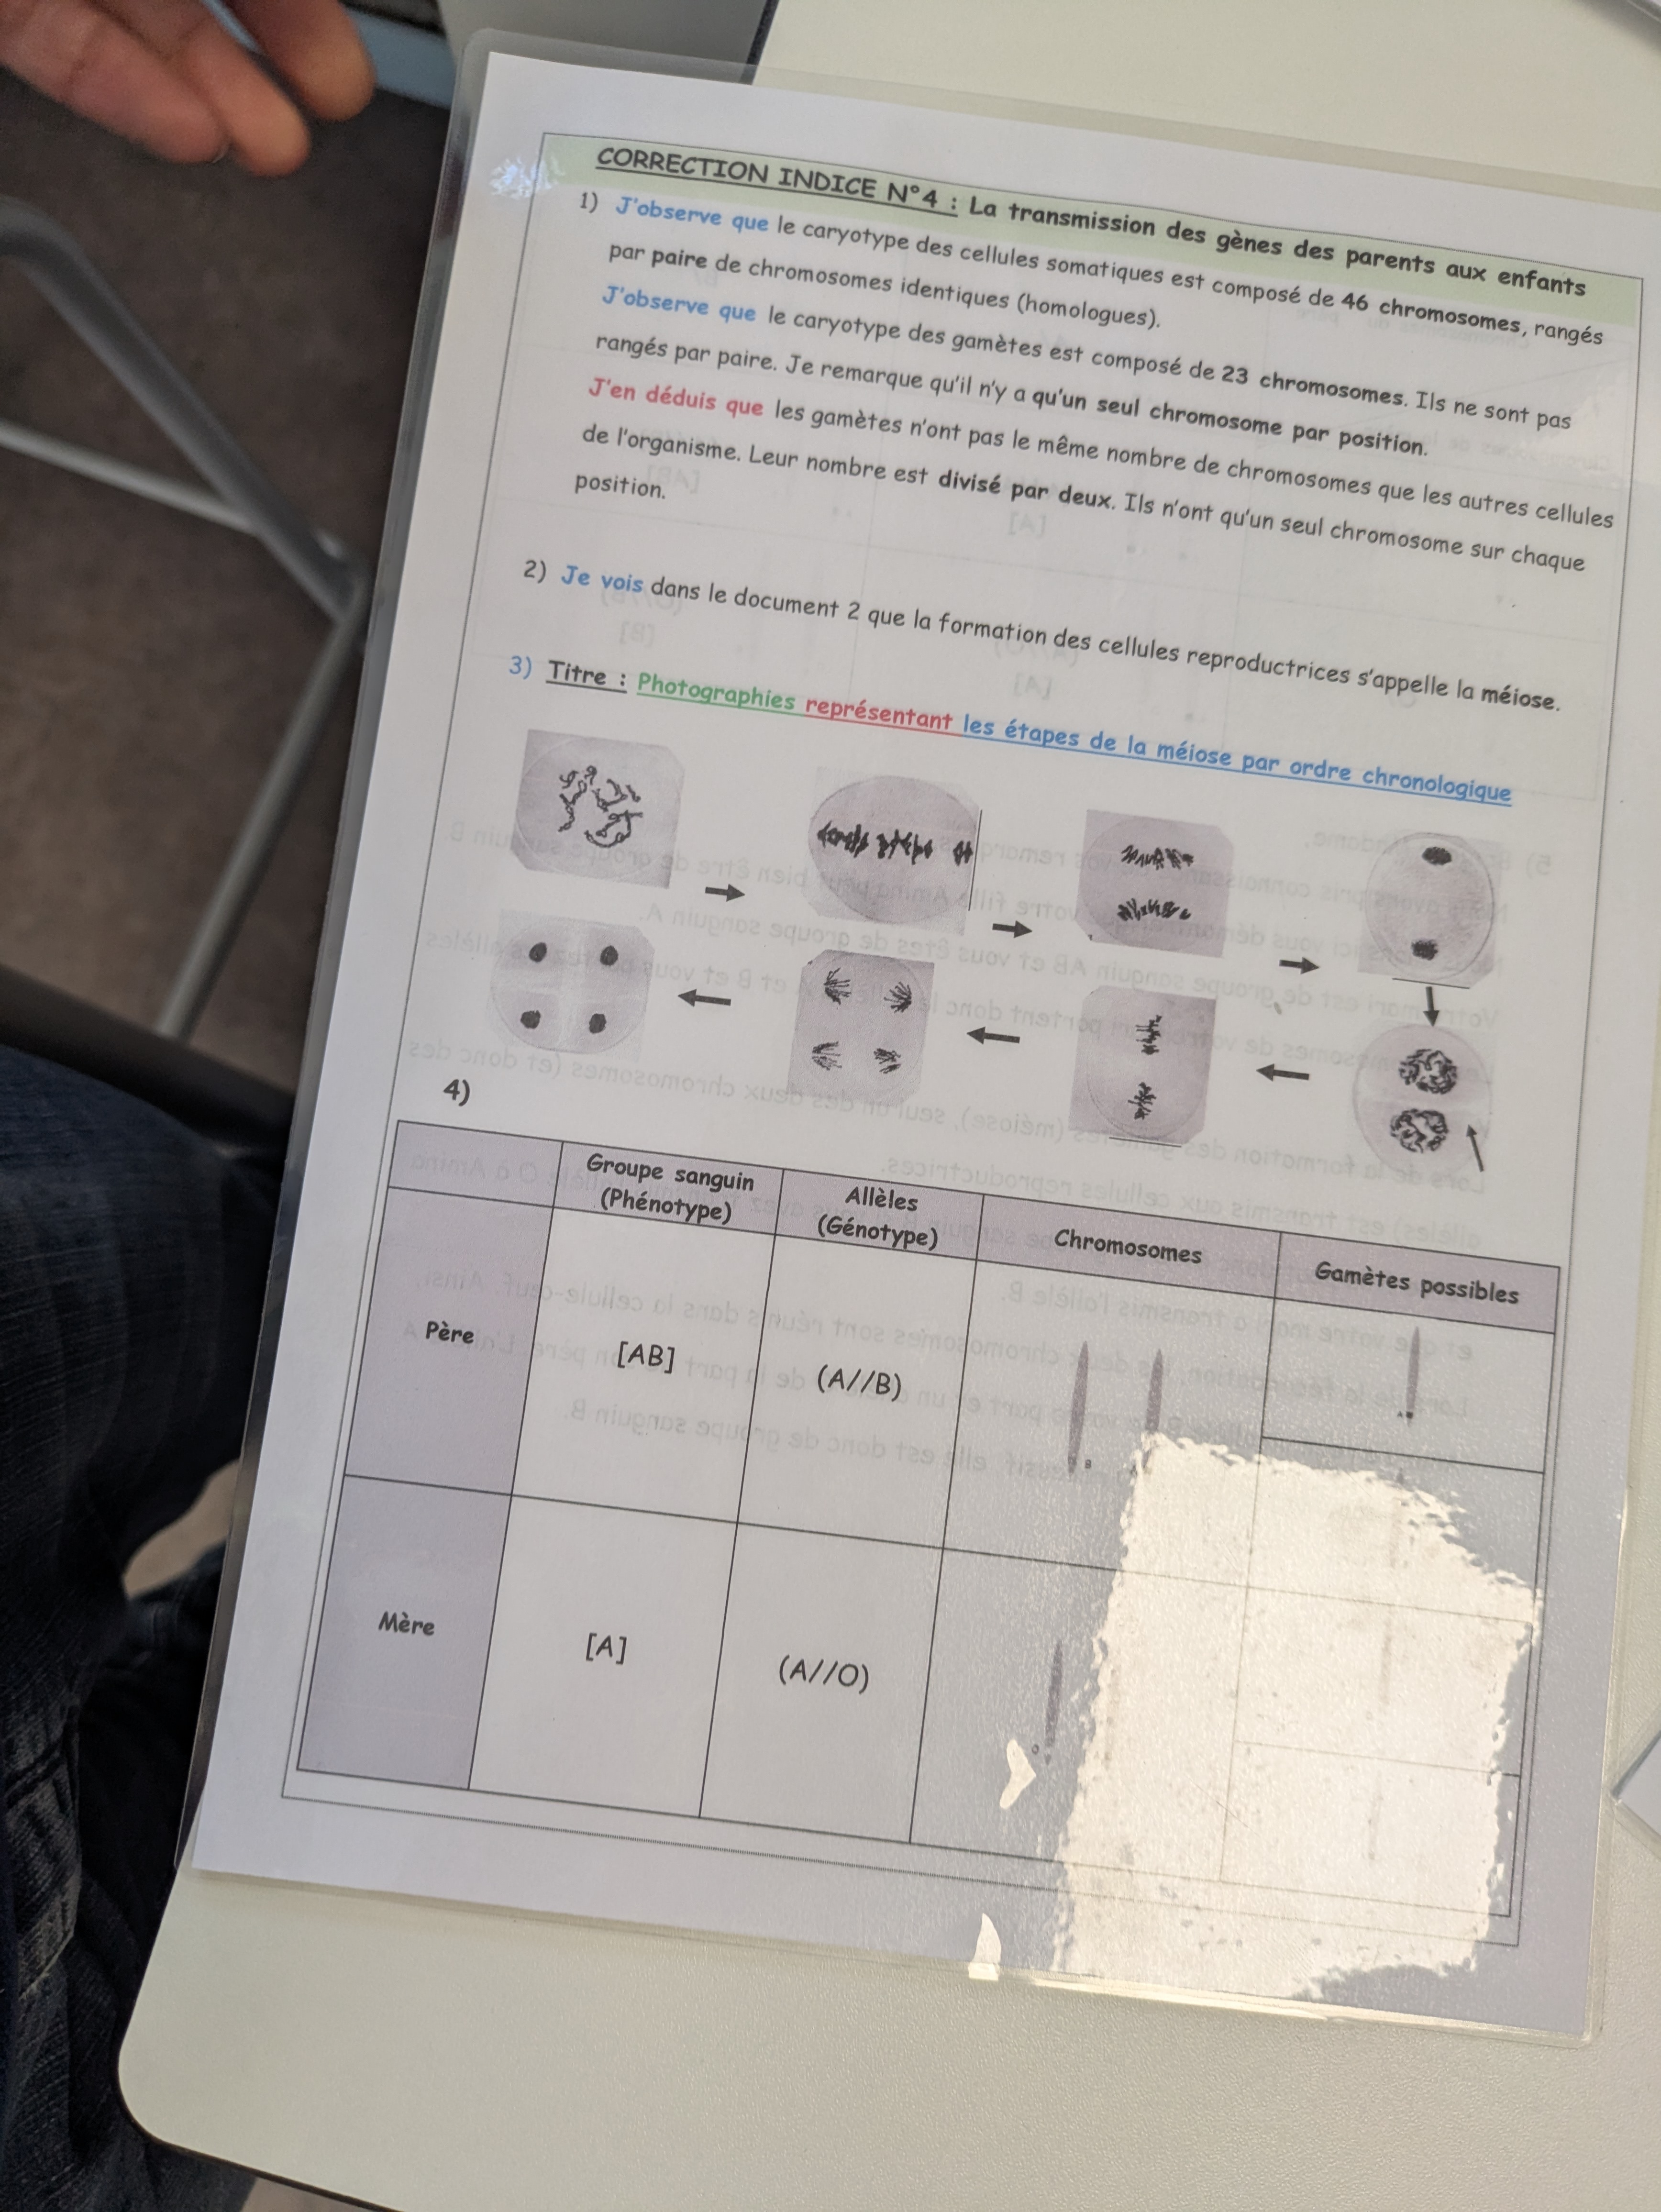 CORRECTION INDICE N°4 : La transmission des gènes des parents aux enfants
1) J'observe que le caryotype des cellules somatiques est composé de 46 chromosomes, rangés
par paire de chromosomes identiques (homologues).
J'observe que le caryotype des gamètes est composé de 23 chromosomes. Ils ne sont pas
rangés par paire. Je remarque qu'il n'y a qu'un seul chromosome par position.
J'en déduis que les gamètes n'ont pas le même nombre de chromosomes que les autres cellules
de l'organisme. Leur nombre est divisé par deux. Ils n'ont qu'un seul chromosome sur chaque
position.
2) Je vois dans le document 2 que la formation des cellules reproductrices s'appelle la méiose.
3) Titre : Photographies représentant les étapes de la méiose par ordre chronologique
4)
Groupe sanguin
(Phénotype)
Allèles
(Génotype)
Chromosomes
Gamètes possibles
Père
[AB]
(A//B)
B
A
Mère
[A]
(A//O)
O